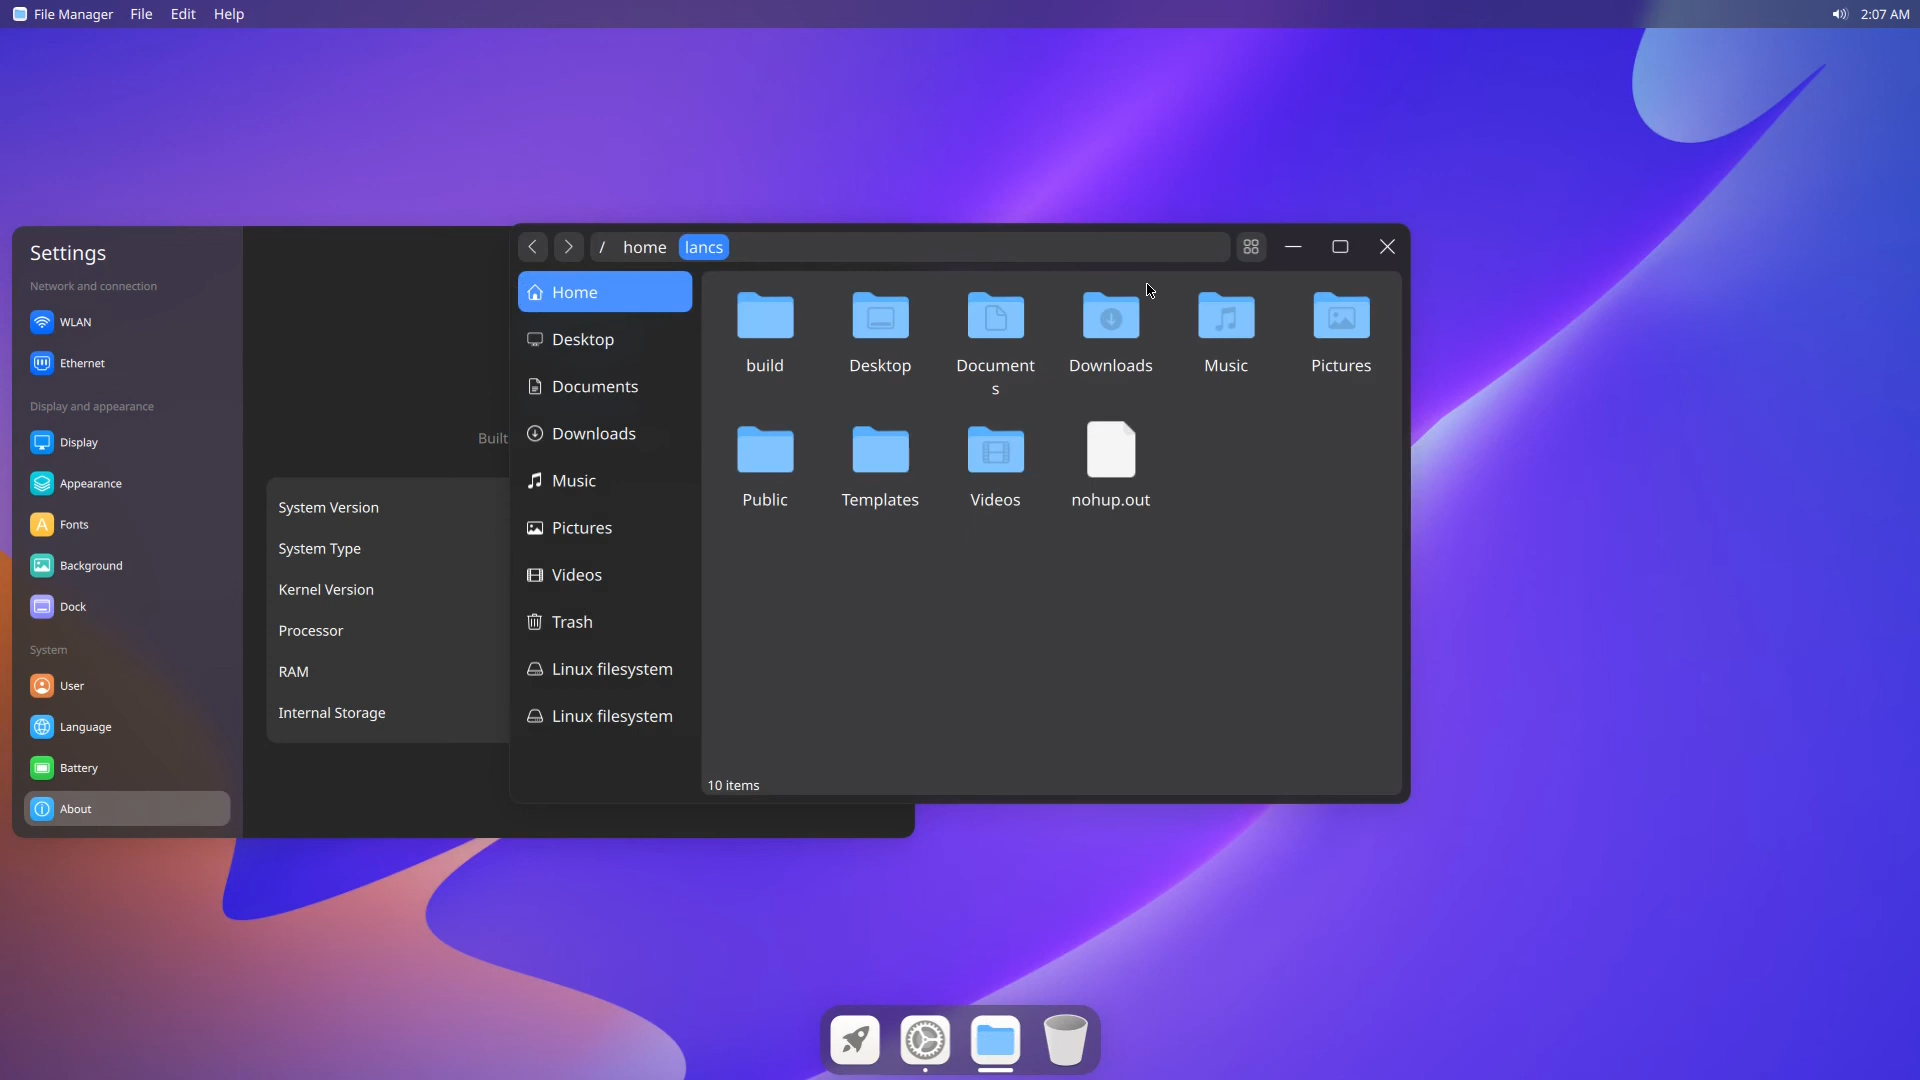 File Manager File Edit Help
2:07 AM
Settings
Network and connection
WLAN
Ethernet
Display and appearance
Display
Appearance
Fonts
Background
Dock
System
User
Language
Battery
About
Built
System Version
System Type
Kernel Version
Processor
RAM
Internal Storage
/ home lancs
Home
Desktop
Documents
Downloads
Music
Pictures
Videos
Trash
Linux filesystem
Linux filesystem
build
Desktop
Document
s
Downloads
Music
Pictures
Public
Templates
Videos
nohup.out
10 items